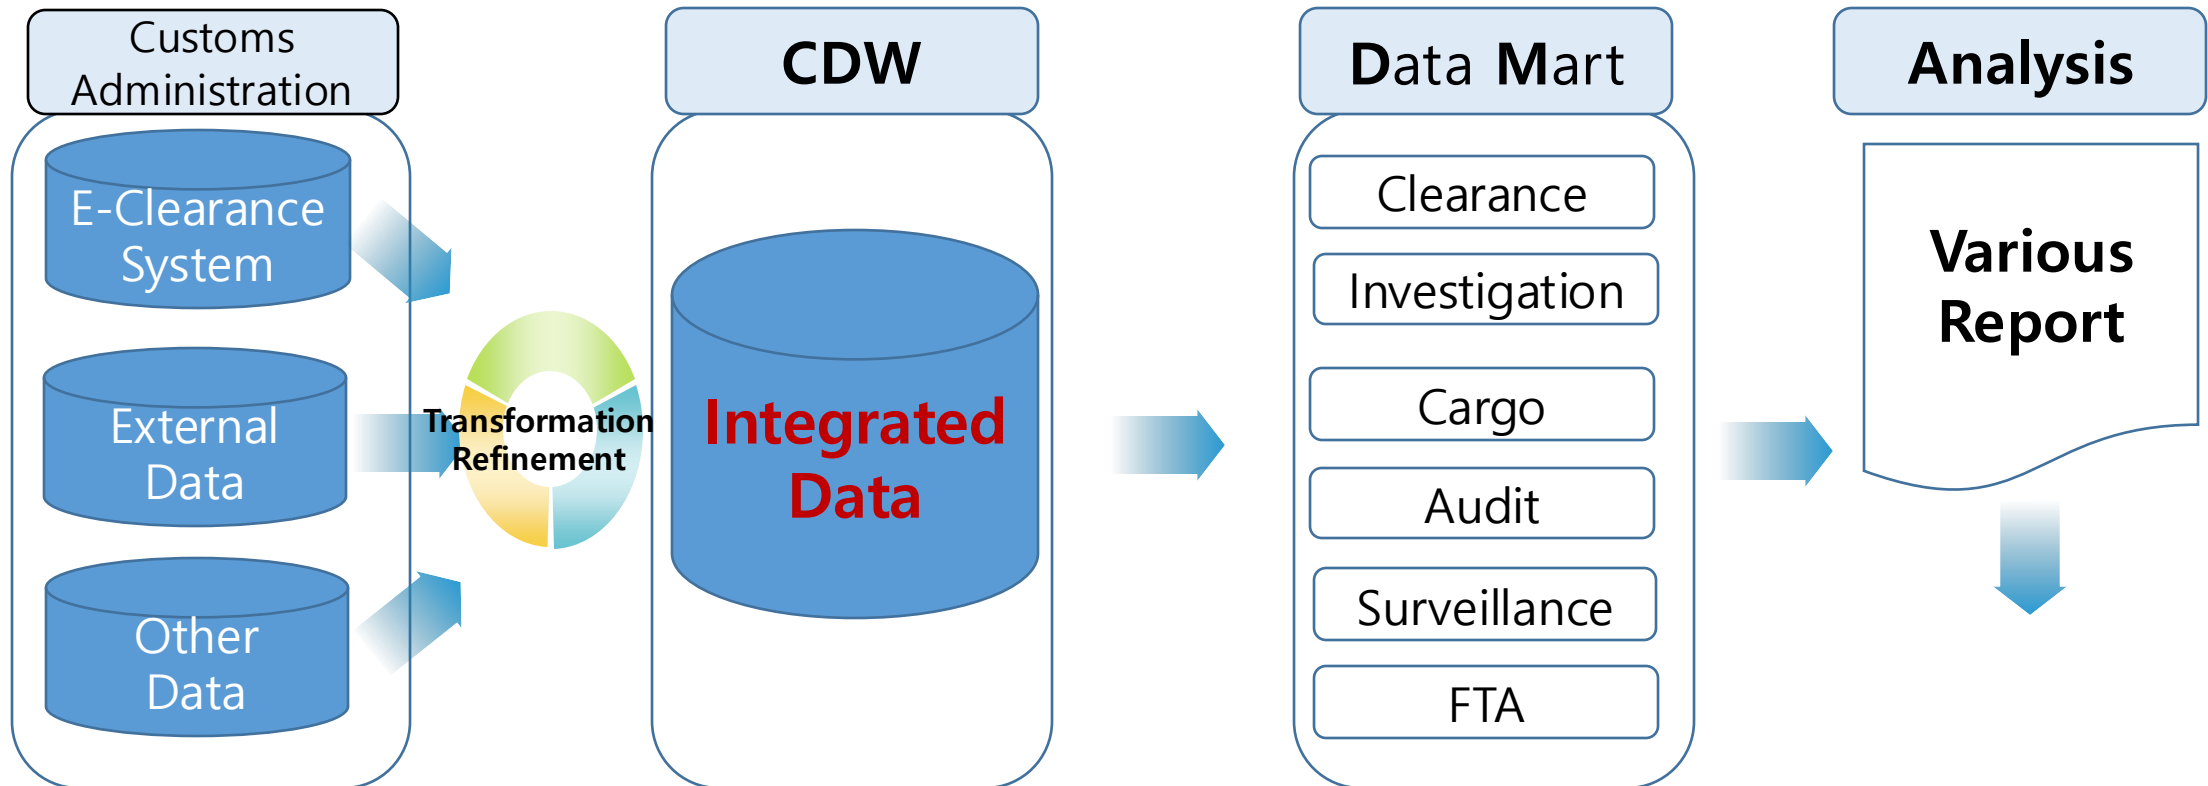 Customs
Administration
E-Clearance
System
External
Data
Other
Data
Transformation
Refinement
CDW
Integrated
Data
Data Mart
Clearance
Investigation
Cargo
Audit
Surveillance
FTA
Analysis
Various
Report